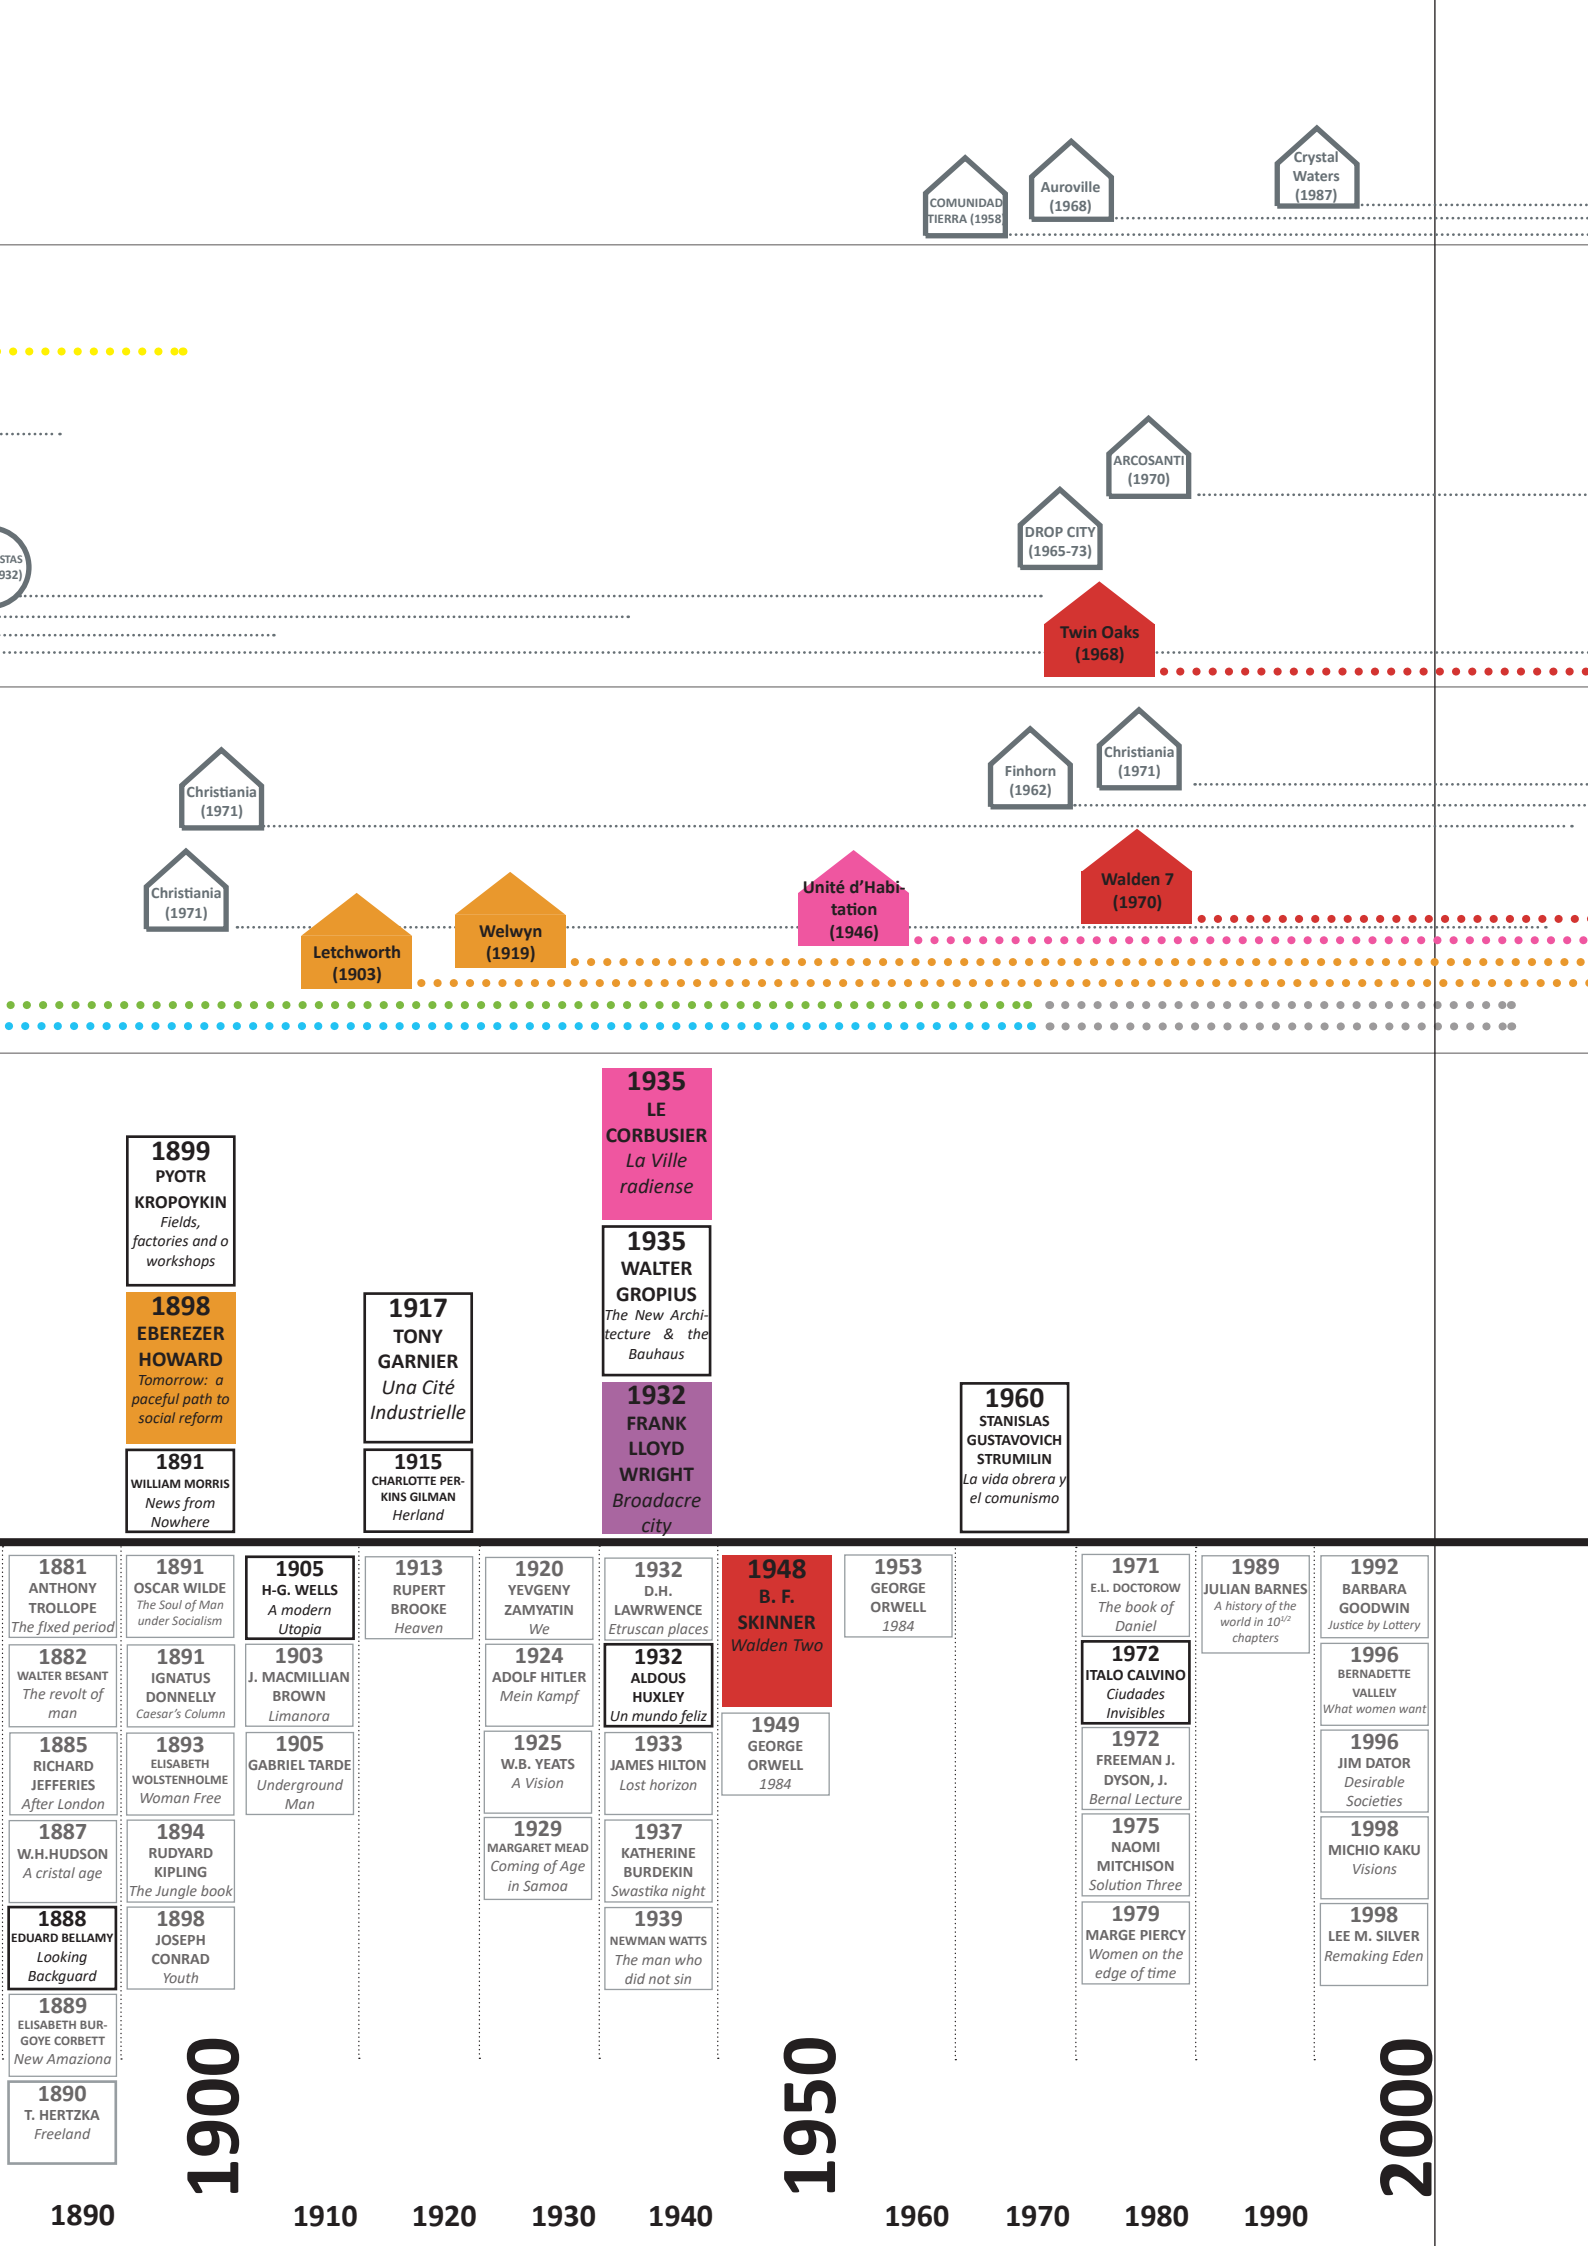 Crystal
Waters
(1987)
Auroville
(1968)
COMUNIDAD
TIERRA (1958)
ARCOSANTI
(1970)
DROP CITY
(1965-73)
STAS
932)
Twin Oaks
(1968)
Christiania
(1971)
Finhorn
(1962)
Christiania
(1971)
Christiania
(1971)
Walden 7
(1970)
Unité d'Habi-
tation
(1946)
Welwyn
(1919)
Letchworth
(1903)
1935
LE
CORBUSIER
La Ville
radiense
1899
PYOTR
KROPOYKIN
Fields,
factories and o
workshops
1935
WALTER
GROPIUS
The New Archi-
tecture & the
Bauhaus
1898
EBEREZER
HOWARD
Tomorrow: a
paceful path to
social reform
1917
TONY
GARNIER
Una Cité
Industrielle
1932
FRANK
LLOYD
WRIGHT
Broadacre
city
1960
STANISLAS
GUSTAVOVICH
STRUMILIN
La vida obrera y
el comunismo
1891
WILLIAM MORRIS
News from
Nowhere
1915
CHARLOTTE PER-
KINS GILMAN
Herland
1881
ANTHONY
TROLLOPE
The fIxed period
1882
WALTER BESANT
The revolt of
man
1885
RICHARD
JEFFERIES
After London
1887
W.H.HUDSON
A cristal age
1888
EDUARD BELLAMY
Looking
Backguard
1889
ELISABETH BUR-
GOYE CORBETT
New Amaziona
1890
T. HERTZKA
Freeland
1891
OSCAR WILDE
The Soul of Man
under Socialism
1891
IGNATUS
DONNELLY
Caesar's Column
1893
ELISABETH
WOLSTENHOLME
Woman Free
1894
RUDYARD
KIPLING
The Jungle book
1898
JOSEPH
CONRAD
Youth
1905
H-G. WELLS
A modern
Utopia
1903
J. MACMILLIAN
BROWN
Limanora
1905
GABRIEL TARDE
Underground
Man
1913
RUPERT
BROOKE
Heaven
1920
YEVGENY
ZAMYATIN
We
1924
ADOLF HITLER
Mein Kampf
1925
W.B. YEATS
A Vision
1929
MARGARET MEAD
Coming of Age
in Samoa
1932
D.H.
LAWRWENCE
Etruscan places
1932
ALDOUS
HUXLEY
Un mundo feliz
1933
JAMES HILTON
Lost horizon
1937
KATHERINE
BURDEKIN
Swastika night
1939
NEWMAN WATTS
The man who
did not sin
1948
B. F.
SKINNER
Walden Two
1949
GEORGE
ORWELL
1984
1953
GEORGE
ORWELL
1984
1971
E.L. DOCTOROW
The book of
Daniel
1972
ITALO CALVINO
Ciudades
Invisibles
1972
FREEMAN J.
DYSON, J.
Bernal Lecture
1975
NAOMI
MITCHISON
Solution Three
1979
MARGE PIERCY
Women on the
edge of time
1989
JULIAN BARNES
A history of the
world in 10 1/2
chapters
1992
BARBARA
GOODWIN
Justice by Lottery
1996
BERNADETTE
VALLELY
What women want
1996
JIM DATOR
Desirable
Societies
1998
MICHIO KAKU
Visions
1998
LEE M. SILVER
Remaking Eden
1900
1950
2000
1890
1910
1920
1930
1940
1960
1970
1980
1990